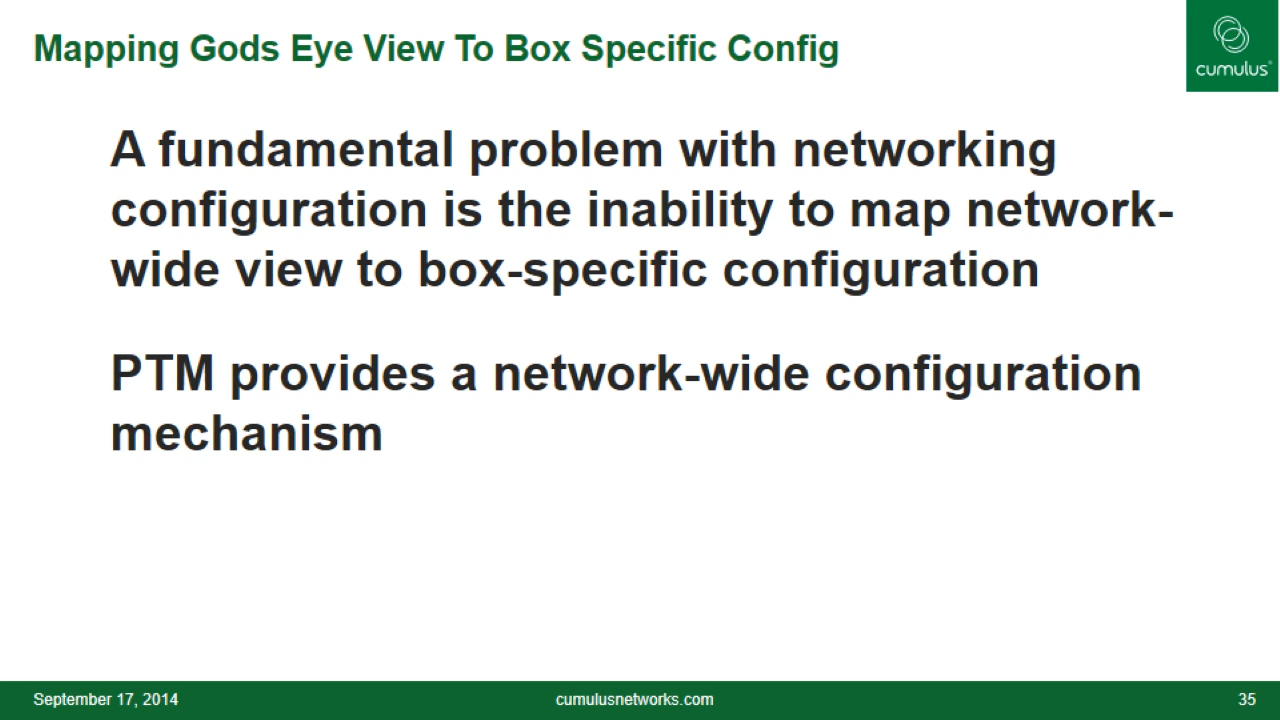 Mapping Gods Eye View To Box Specific Config
cumulus®
A fundamental problem with networking
configuration is the inability to map network-
wide view to box-specific configuration
PTM provides a network-wide configuration
mechanism
September 17, 2014
cumulusnetworks.com
35